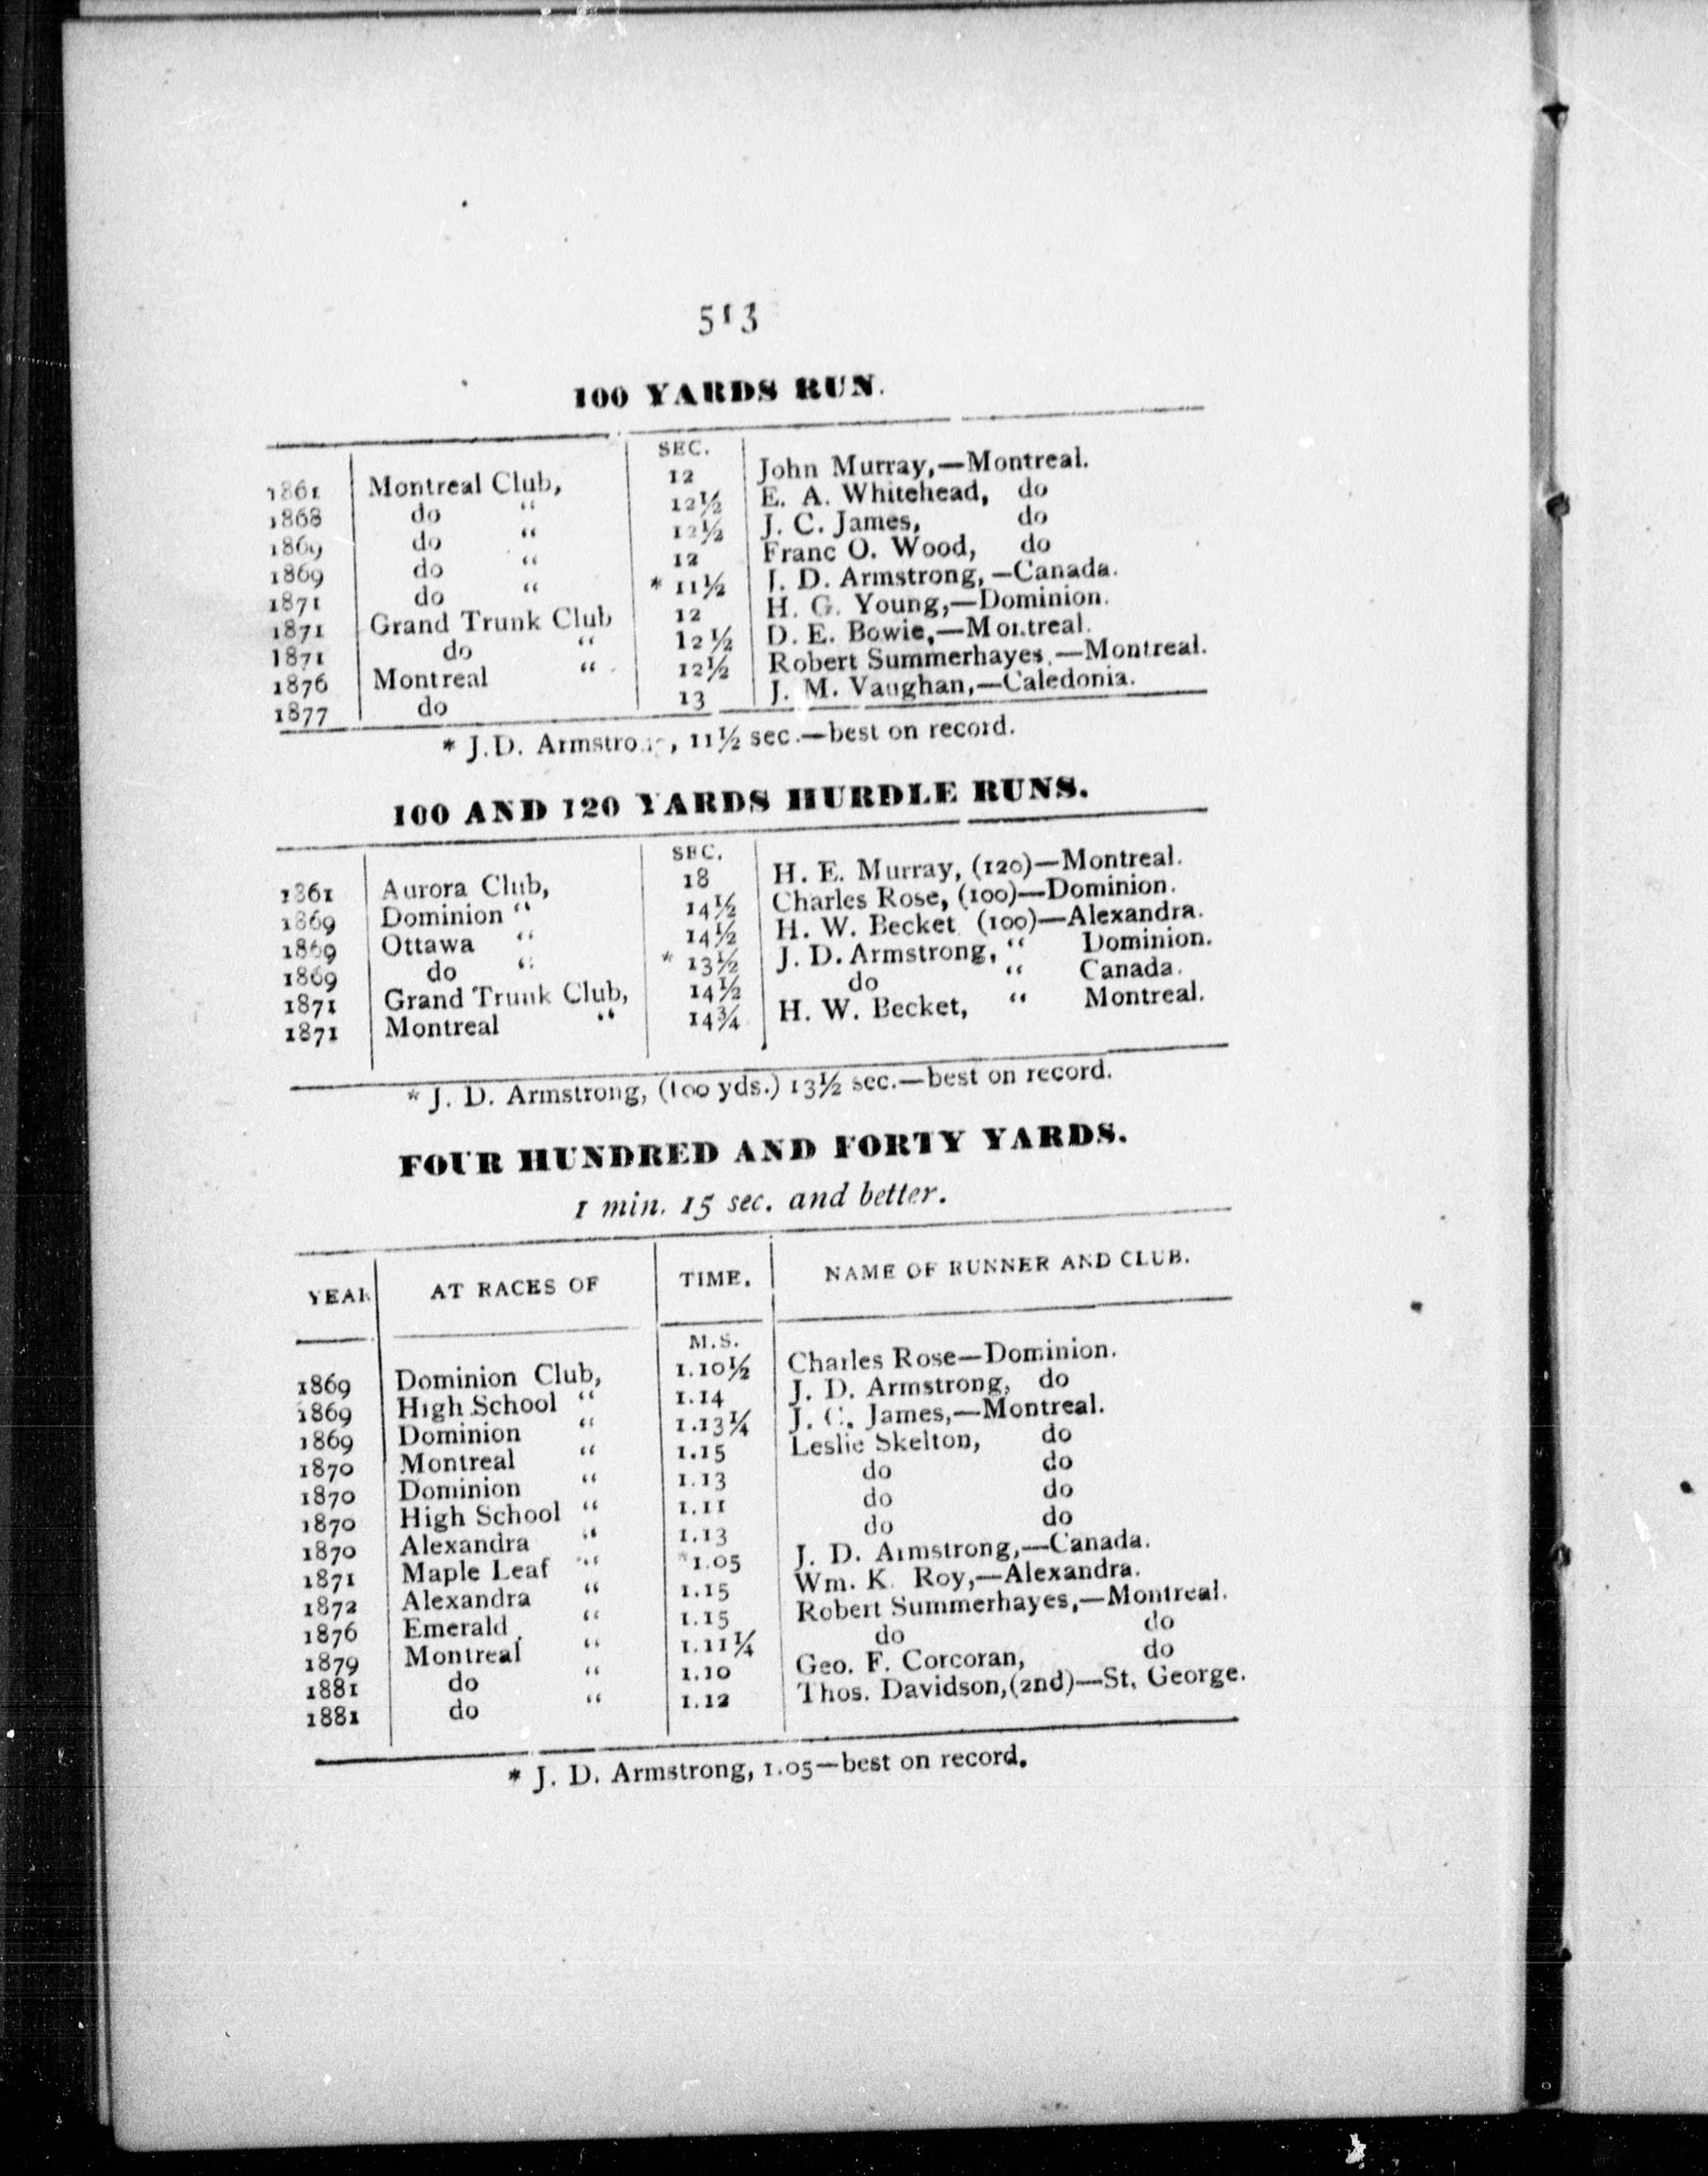 513
100 YARDS RUN.
SEC.
1861 Montreal Club, 12 John Murray,—Montreal.
1868 do “ 12½ E. A. Whitehead, do
1869 do “ 12½ J. C. James, do
1869 do “ 12 Franc O. Wood, do
1871 do “ * 11½ J. D. Armstrong,—Canada.
1871 Grand Trunk Club 12 H. G. Young,—Dominion.
1871 do “ 12½ D. E. Bowie,—Montreal.
1876 Montreal “ 12½ Robert Summerhayes,—Montreal.
1877 do 13 J. M. Vaughan,—Caledonia.
* J.D. Armstrong, 11½ sec.—best on record.
100 AND 120 YARDS HURDLE RUNS.
SEC.
1861 Aurora Club, 18 H. E. Murray, (120)—Montreal.
1869 Dominion “ 14½ Charles Rose, (100)—Dominion.
1869 Ottawa “ 14½ H. W. Becket (100)—Alexandra.
1869 do “ * 13½ J. D. Armstrong, “ Dominion.
1871 Grand Trunk Club, 14½ do “ Canada.
1871 Montreal “ 14¾ H. W. Becket, “ Montreal.
* J. D. Armstrong, (100 yds.) 13½ sec.—best on record.
FOUR HUNDRED AND FORTY YARDS.
1 min. 15 sec. and better.
YEAR AT RACES OF TIME. NAME OF RUNNER AND CLUB.
M.S.
1869 Dominion Club, 1.10½ Charles Rose—Dominion.
1869 High School “ 1.14 J. D. Armstrong, do
1869 Dominion “ 1.13¼ J. C. James,—Montreal.
1870 Montreal “ 1.15 Leslie Skelton, do
1870 Dominion “ 1.13 do do
1870 High School “ 1.11 do do
1870 Alexandra “ 1.13 do do
1871 Maple Leaf “ *1.05 J. D. Armstrong,—Canada.
1872 Alexandra “ 1.15 Wm. K. Roy,—Alexandra.
1876 Emerald “ 1.15 Robert Summerhayes,—Montreal.
1879 Montreal “ 1.11¼ do do
1881 do “ 1.10 Geo. F. Corcoran, do
1881 do “ 1.12 Thos. Davidson,(2nd)—St. George.
* J. D. Armstrong, 1.05—best on record.